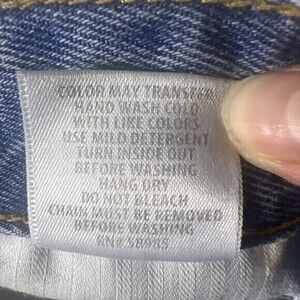 COLOR MAY TRANSFER
HAND WASH COLD
WITH LIKE COLORS
USE MILD DETERGENT
TURN INSIDE OUT
BEFORE WASHING
HANG DRY
DO NOT BLEACH
CHAIN MUST BE REMOVED
BEFORE WASHING
RN# 58985